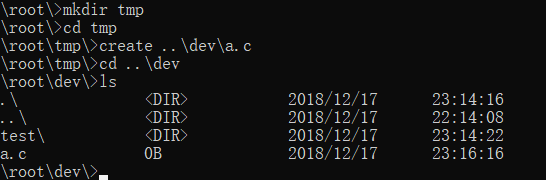 \root\>mkdir tmp
\root\>cd tmp
\root\tmp\>create ..\dev\a.c
\root\tmp\>cd ..\dev
\root\dev\>ls
.\ <DIR> 2018/12/17 23:14:16
..\ <DIR> 2018/12/17 22:14:08
test\ <DIR> 2018/12/17 23:14:22
a.c 0B 2018/12/17 23:16:16
\root\dev\>